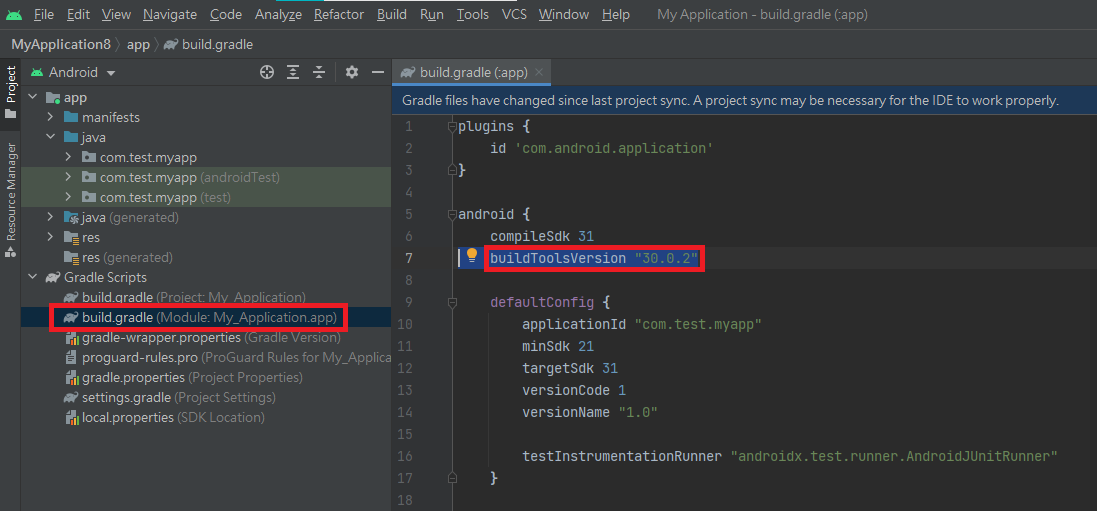 File Edit View Navigate Code Analyze Refactor Build Run Tools VCS Window Help My Application - build.gradle (:app)
MyApplication8 app build.gradle
Project
Resource Manager
Android
app
manifests
java
com.test.myapp
com.test.myapp (androidTest)
com.test.myapp (test)
java (generated)
res
res (generated)
Gradle Scripts
build.gradle (Project: My_Application)
build.gradle (Module: My_Application.app)
gradle-wrapper.properties (Gradle Version)
proguard-rules.pro (ProGuard Rules for My_Applica
gradle.properties (Project Properties)
settings.gradle (Project Settings)
local.properties (SDK Location)
build.gradle (:app)
Gradle files have changed since last project sync. A project sync may be necessary for the IDE to work properly.
1 plugins {
2 id 'com.android.application'
3 }
4
5 android {
6 compileSdk 31
7 buildToolsVersion "30.0.2"
8
9 defaultConfig {
10 applicationId "com.test.myapp"
11 minSdk 21
12 targetSdk 31
13 versionCode 1
14 versionName "1.0"
15
16 testInstrumentationRunner "androidx.test.runner.AndroidJUnitRunner"
17 }
18